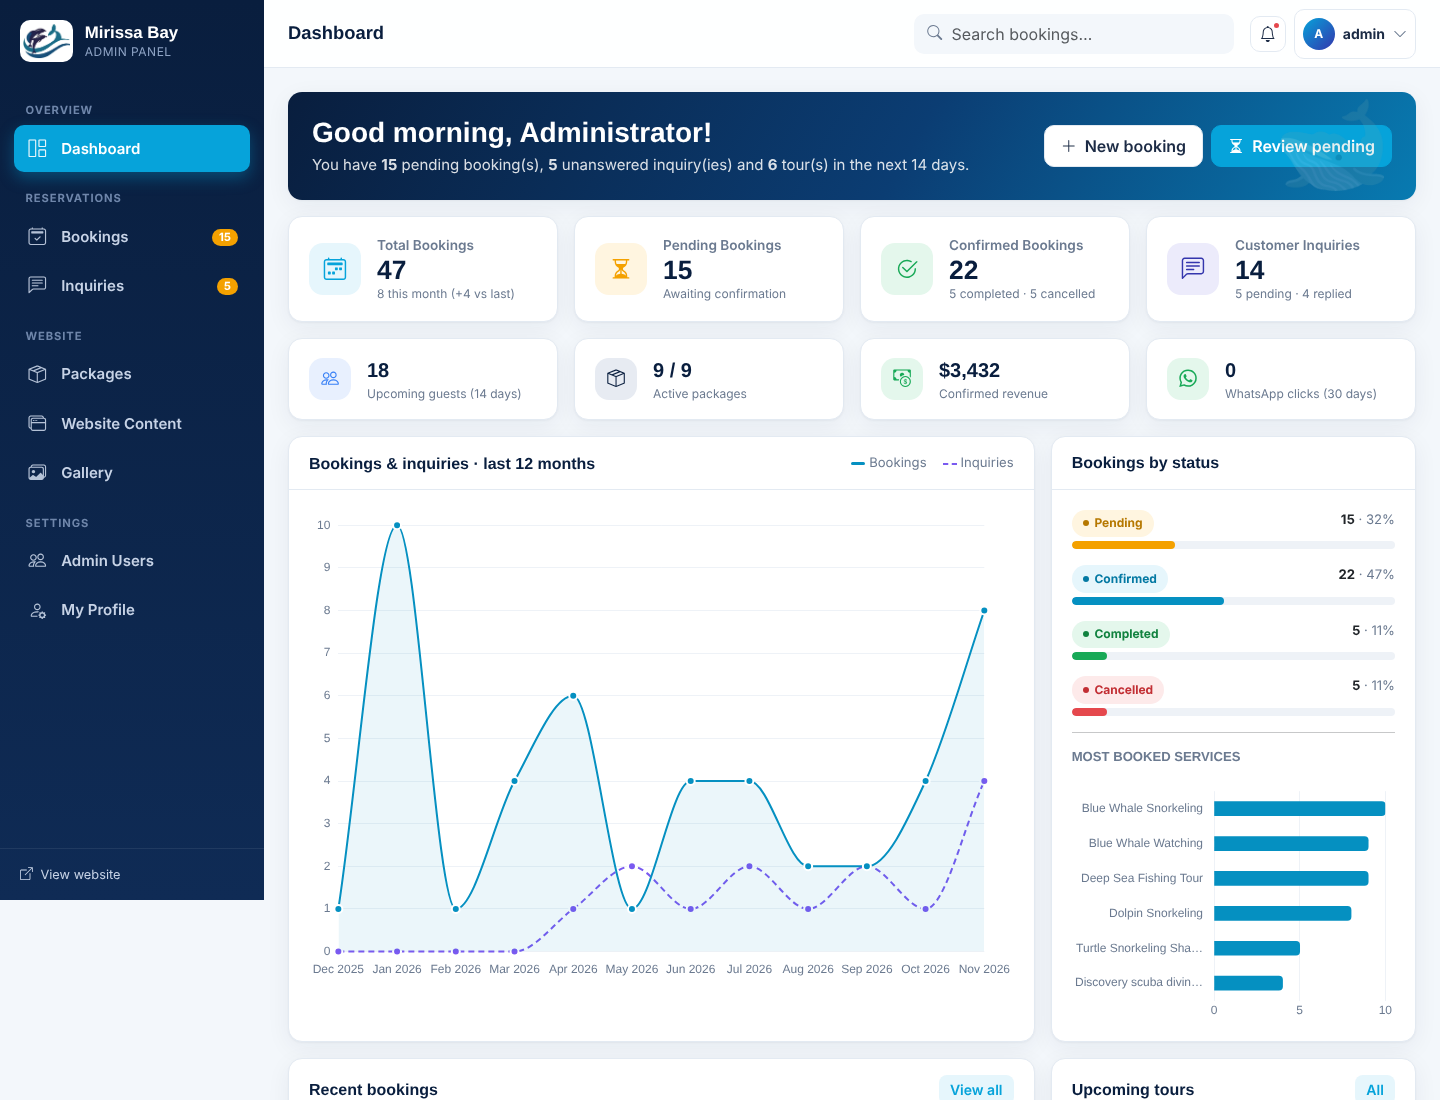 Mirissa Bay
ADMIN PANEL
OVERVIEW
Dashboard
RESERVATIONS
Bookings 15
Inquiries 5
WEBSITE
Packages
Website Content
Gallery
SETTINGS
Admin Users
My Profile
View website
Dashboard
Search bookings...
A admin
Good morning, Administrator!
You have 15 pending booking(s), 5 unanswered inquiry(ies) and 6 tour(s) in the next 14 days.
New booking
Review pending
Total Bookings
47
8 this month (+4 vs last)
Pending Bookings
15
Awaiting confirmation
Confirmed Bookings
22
5 completed · 5 cancelled
Customer Inquiries
14
5 pending · 4 replied
18
Upcoming guests (14 days)
9 / 9
Active packages
$3,432
Confirmed revenue
0
WhatsApp clicks (30 days)
Bookings & inquiries · last 12 months
Bookings
Inquiries
10
9
8
7
6
5
4
3
2
1
0
Dec 2025 Jan 2026 Feb 2026 Mar 2026 Apr 2026 May 2026 Jun 2026 Jul 2026 Aug 2026 Sep 2026 Oct 2026 Nov 2026
Bookings by status
Pending 15 · 32%
Confirmed 22 · 47%
Completed 5 · 11%
Cancelled 5 · 11%
MOST BOOKED SERVICES
Blue Whale Snorkeling
Blue Whale Watching
Deep Sea Fishing Tour
Dolpin Snorkeling
Turtle Snorkeling Sha...
Discovery scuba divin...
0 5 10
Recent bookings
View all
Upcoming tours
All